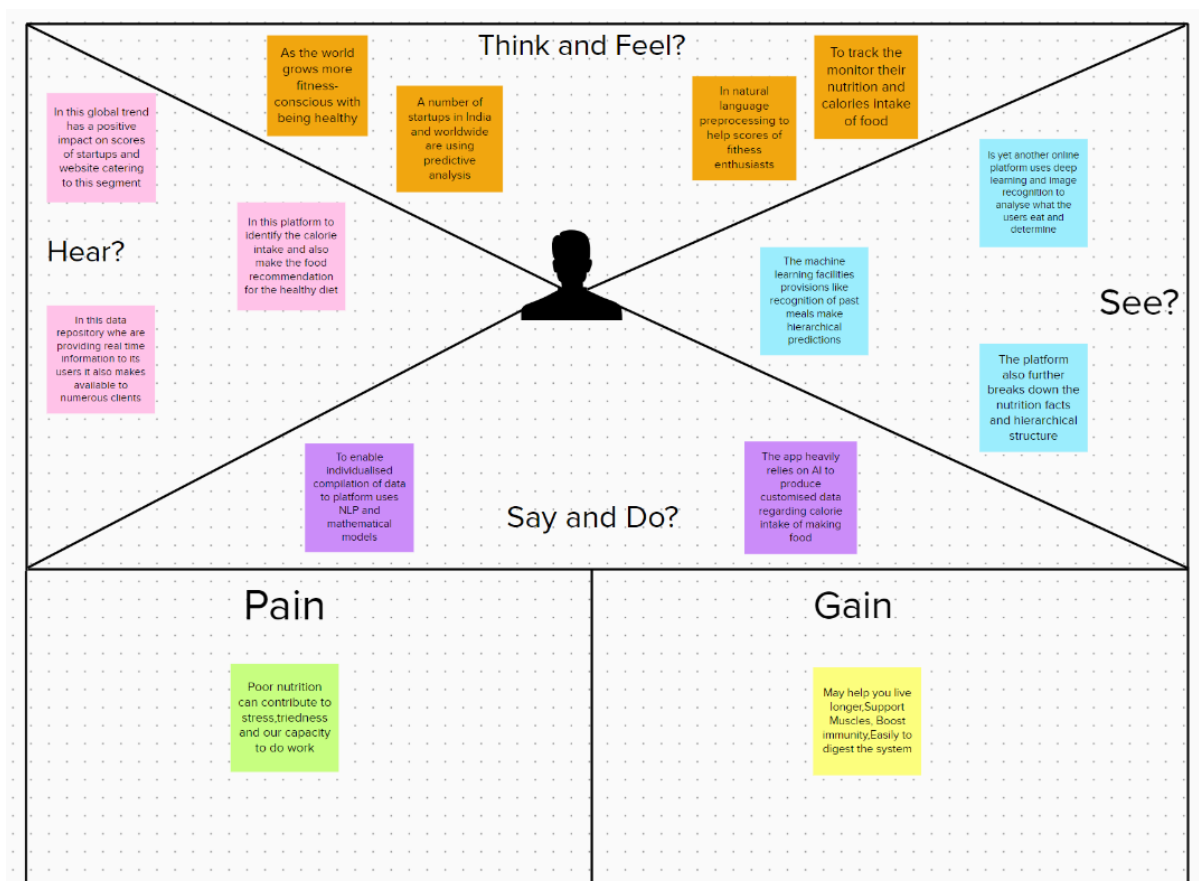 Think and Feel?
As the world
grows more
fitness-
conscious with
being healthy
A number of
startups in India
and worldwide
are using
predictive
analysis
In natural
language
preprocessing to
help scores of
fithess
enthusiasts
To track the
monitor their
nutrition and
calories intake
of food
In this global trend
has a positive
impact on scores
of startups and
website catering
to this segment
Hear?
In this platform to
identify the calorie
intake and also
make the food
recommendation
for the healthy diet
In this data
repository whe are
providing real time
information to its
users it also makes
available to
numerous clients
Is yet another online
platform uses deep
learning and image
recognition to
analyse what the
users eat and
determine
The machine
learning facilities
provisions like
recognition of past
meals make
hierarchical
predictions
See?
The platform
also further
breaks down the
nutrition facts
and hierarchical
structure
To enable
individualised
compilation of data
to platform uses
NLP and
mathematical
models
Say and Do?
The app heavily
relies on AI to
produce
customised data
regarding calorie
intake of making
food
Pain
Poor nutrition
can contribute to
stress,triedness
and our capacity
to do work
Gain
May help you live
longer,Support
Muscles, Boost
immunity,Easily to
digest the system